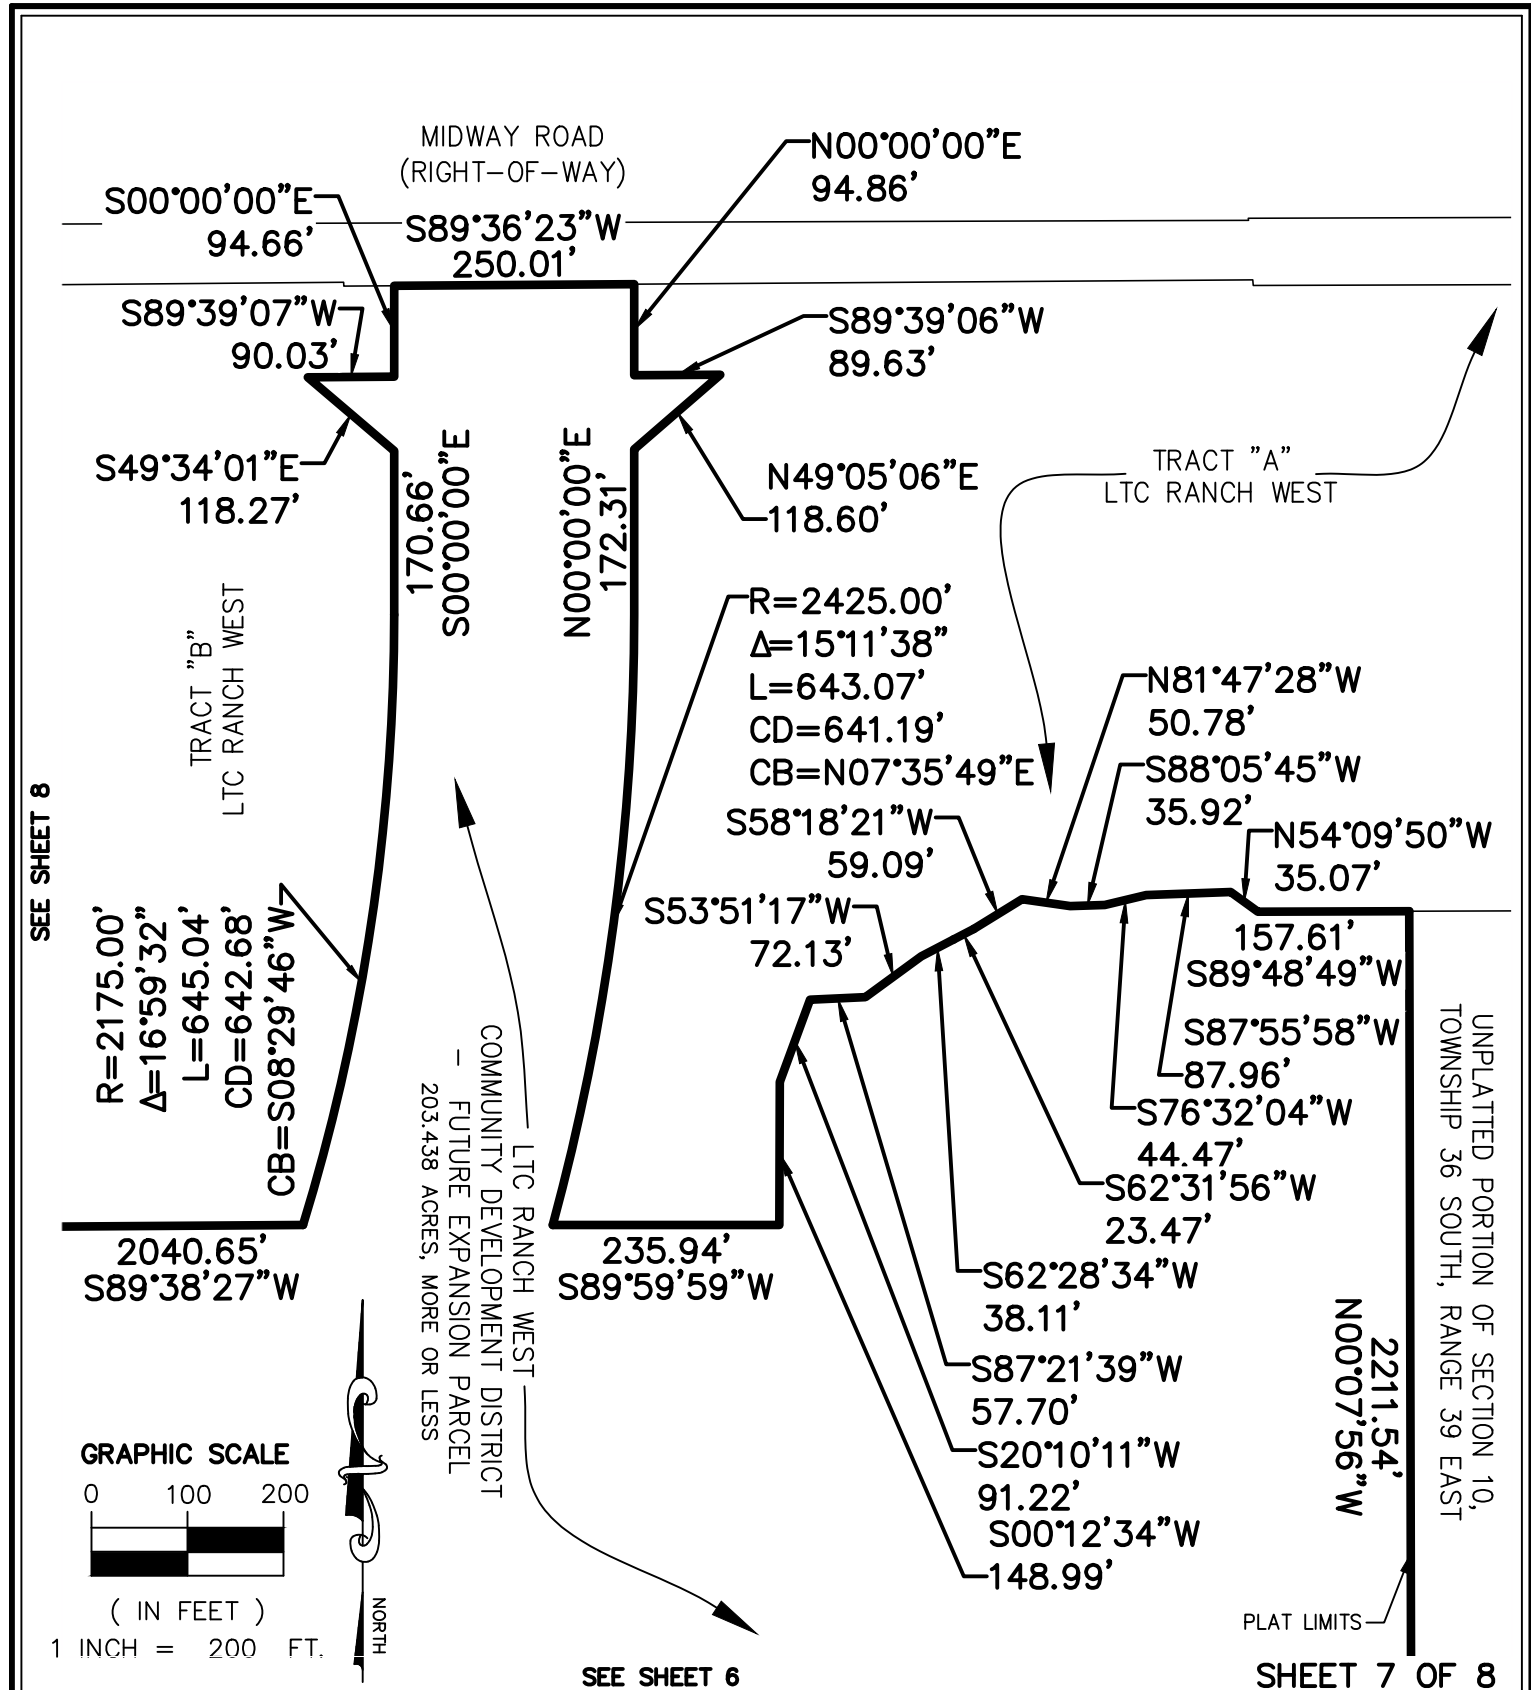 MIDWAY ROAD
(RIGHT-OF-WAY)
N00°00'00"E
94.86'
S00°00'00"E
94.66'
S89°36'23"W
250.01'
S89°39'07"W
90.03'
S89°39'06"W
89.63'
S49°34'01"E
118.27'
170.66'
S00°00'00"E
N00°00'00"E
172.31'
N49°05'06"E
118.60'
TRACT "A"
LTC RANCH WEST
TRACT "B"
LTC RANCH WEST
R=2425.00'
Δ=15°11'38"
L=643.07'
CD=641.19'
CB=N07°35'49"E
N81°47'28"W
50.78'
S88°05'45"W
35.92'
N54°09'50"W
35.07'
S58°18'21"W
59.09'
S53°51'17"W
72.13'
SEE SHEET 8
R=2175.00'
Δ=16°59'32"
L=645.04'
CD=642.68'
CB=S08°29'46"W
157.61'
S89°48'49"W
S87°55'58"W
87.96'
S76°32'04"W
44.47'
S62°31'56"W
23.47'
S62°28'34"W
38.11'
S87°21'39"W
57.70'
S20°10'11"W
91.22'
S00°12'34"W
148.99'
UNPLATTED PORTION OF SECTION 10,
TOWNSHIP 36 SOUTH, RANGE 39 EAST
2211.54'
N00°07'56"W
2040.65'
S89°38'27"W
235.94'
S89°59'59"W
LTC RANCH WEST
COMMUNITY DEVELOPMENT DISTRICT
- FUTURE EXPANSION PARCEL
203.438 ACRES, MORE OR LESS
GRAPHIC SCALE
0 100 200
( IN FEET )
1 INCH = 200 FT.
NORTH
PLAT LIMITS
SEE SHEET 6
SHEET 7 OF 8